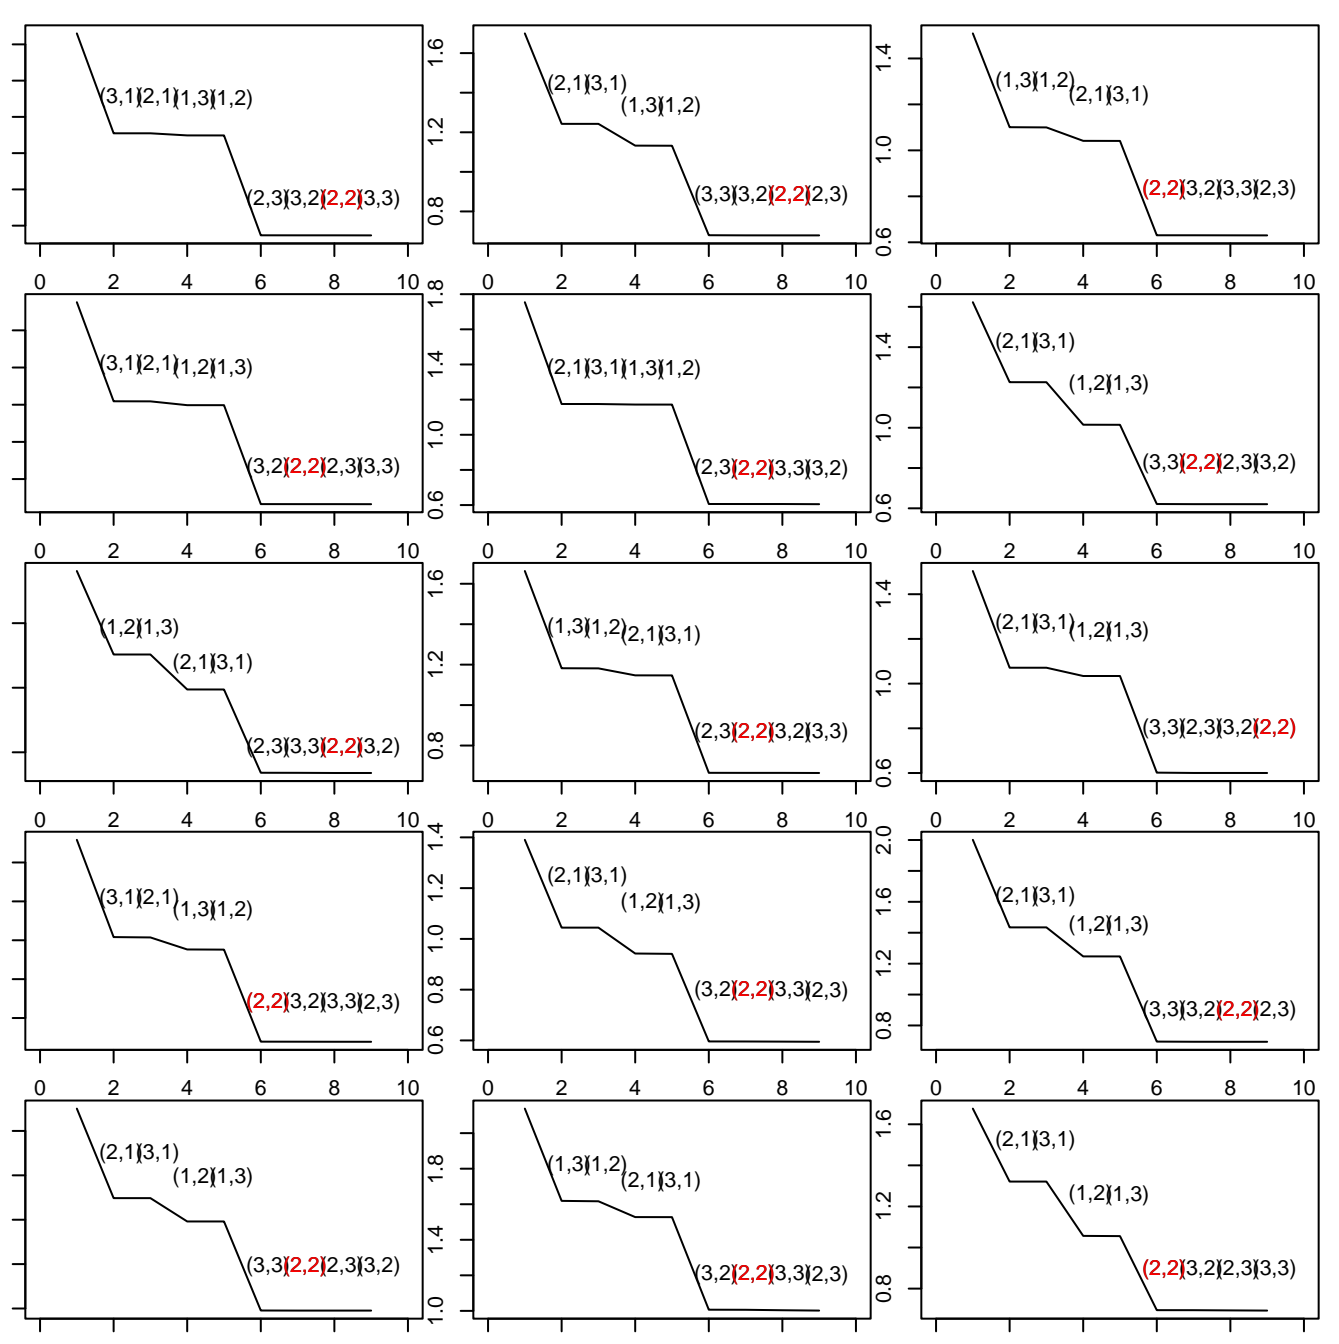 1.6 1.4
(3,1)(2,1)(1,3)(1,2) (2,1)(3,1) (1,3)(1,2) (1,3)(1,2)(2,1)(3,1)
1.2 1.0
(2,3)(3,2)(2,2)(3,3) (3,3)(3,2)(2,2)(2,3) (2,2)(3,2)(3,3)(2,3)
0.8 0.6
0 2 4 6 8 10 0 2 4 6 8 10 0 2 4 6 8 10
1.8 1.4
(3,1)(2,1)(1,2)(1,3) (2,1)(3,1)(1,3)(1,2) (2,1)(3,1) (1,2)(1,3)
1.4 1.0
(3,2)(2,2)(2,3)(3,3) (2,3)(2,2)(3,3)(3,2) (3,3)(2,2)(2,3)(3,2)
1.0 0.6 0.6
0 2 4 6 8 10 0 2 4 6 8 10 0 2 4 6 8 10
1.6 1.4
(1,2)(1,3) (2,1)(3,1) (1,3)(1,2)(2,1)(3,1) (2,1)(3,1)(1,2)(1,3)
1.2 1.0
(2,3)(3,3)(2,2)(3,2) (2,3)(2,2)(3,2)(3,3) (3,3)(2,3)(3,2)(2,2)
0.8 0.6
0 2 4 6 8 10 0 2 4 6 8 10 0 2 4 6 8 10
1.4 2.0
(3,1)(2,1)(1,3)(1,2) (2,1)(3,1) (1,2)(1,3) (2,1)(3,1) (1,2)(1,3)
1.2 1.0 1.6 1.2
(2,2)(3,2)(3,3)(2,3) (3,2)(2,2)(3,3)(2,3) (3,3)(3,2)(2,2)(2,3)
0.8 0.6 0.8
0 2 4 6 8 10 0 2 4 6 8 10 0 2 4 6 8 10
1.8 1.6
(2,1)(3,1) (1,2)(1,3) (1,3)(1,2)(2,1)(3,1) (2,1)(3,1) (1,2)(1,3)
1.4 1.2
(3,3)(2,2)(2,3)(3,2) (3,2)(2,2)(3,3)(2,3) (2,2)(3,2)(2,3)(3,3)
1.0 0.8